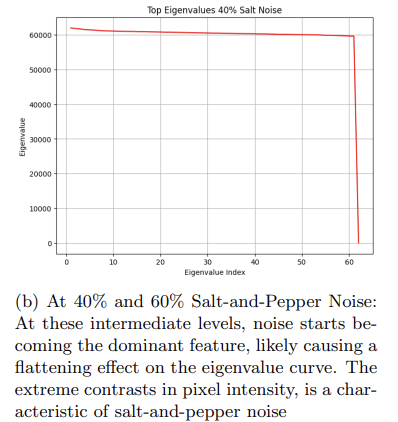 Top Eigenvalues 40% Salt Noise
60000
50000
40000
30000
20000
10000
0
Eigenvalue
0 10 20 30 40 50 60
Eigenvalue Index
(b) At 40% and 60% Salt-and-Pepper Noise:
At these intermediate levels, noise starts be-
coming the dominant feature, likely causing a
flattening effect on the eigenvalue curve. The
extreme contrasts in pixel intensity, is a char-
acteristic of salt-and-pepper noise